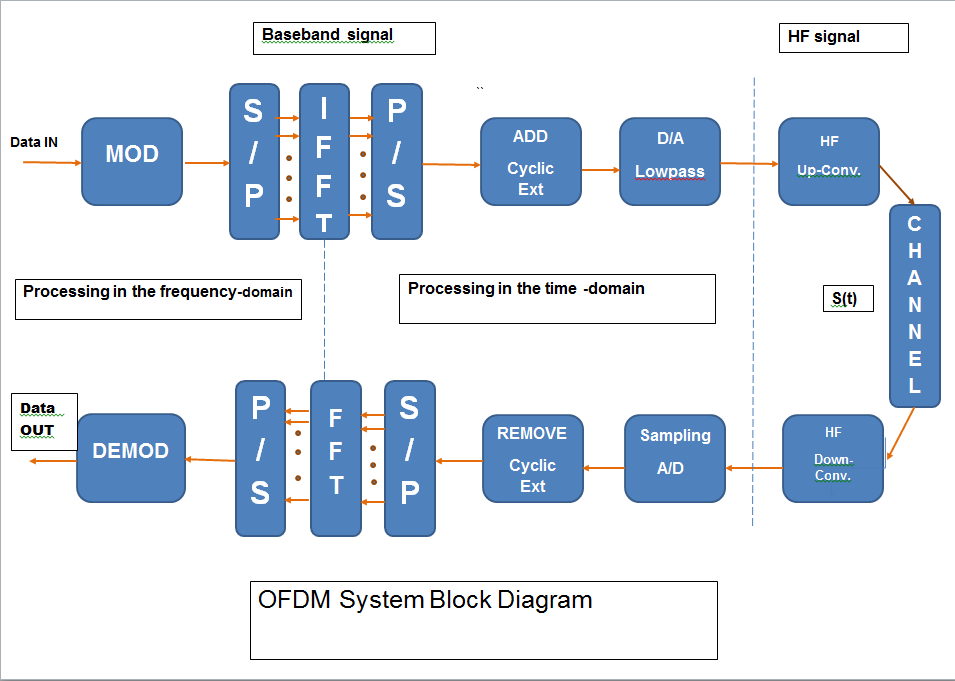 Baseband signal
HF signal
Data IN
MOD
S
/
P
I
F
F
T
P
/
S
``
ADD
Cyclic
Ext
D/A
Lowpass
HF
Up-Conv.
C
H
A
N
N
E
L
Processing in the frequency-domain
Processing in the time -domain
S(t)
Data
OUT
DEMOD
P
/
S
F
F
T
S
/
P
REMOVE
Cyclic
Ext
Sampling
A/D
HF
Down-
Conv.
OFDM System Block Diagram